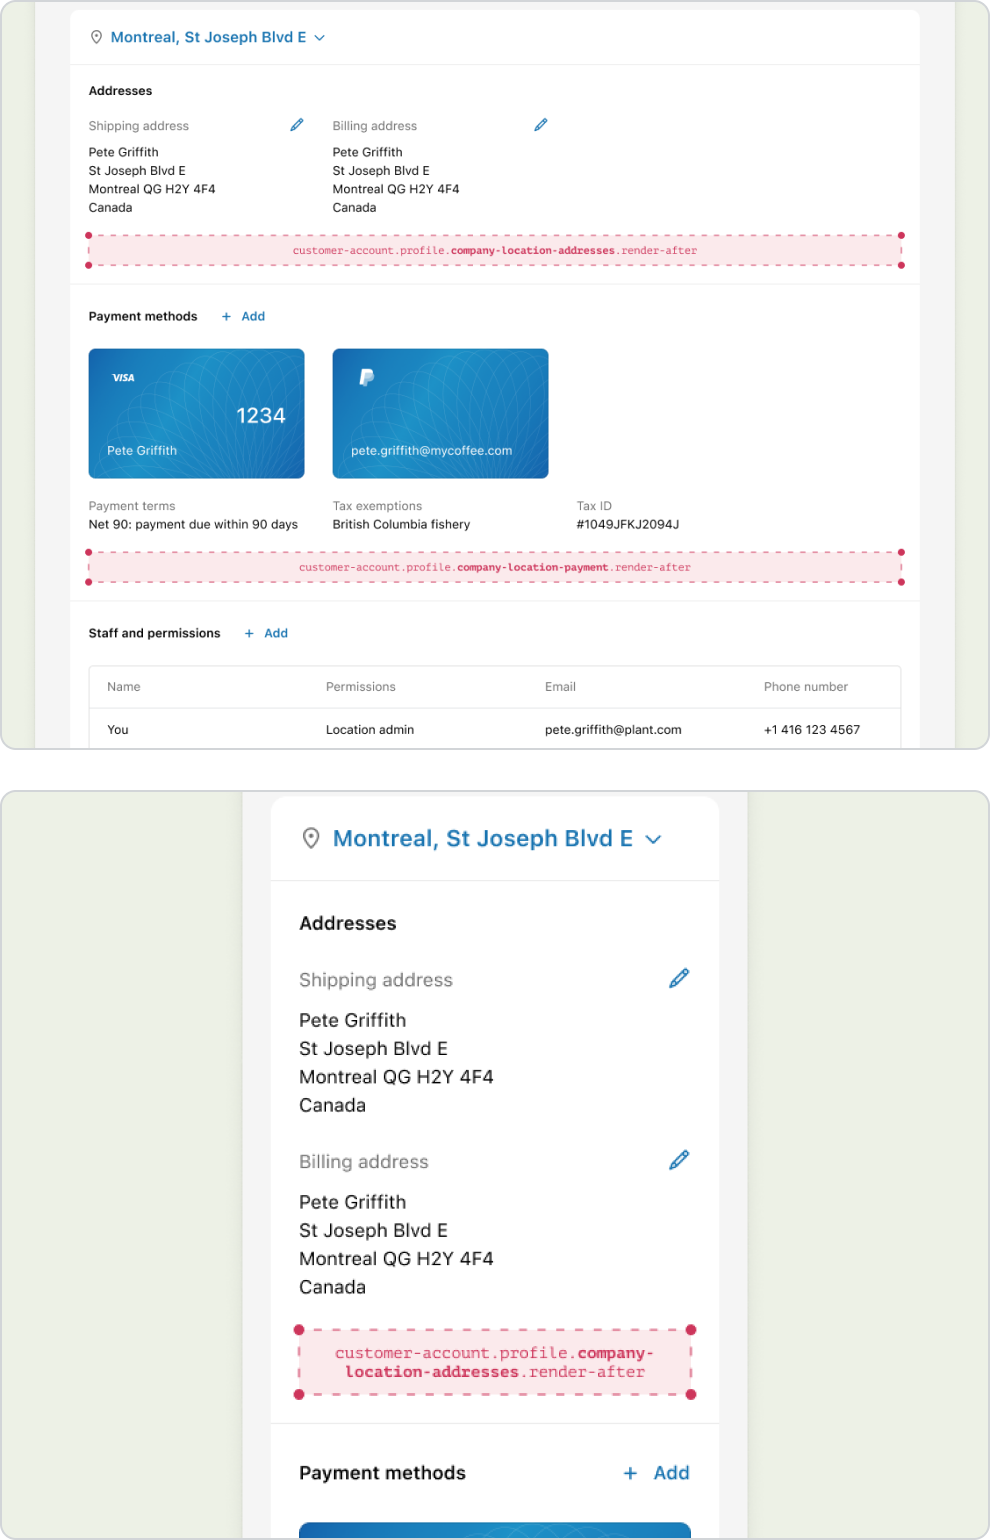 Montreal, St Joseph Blvd E
Addresses
Shipping address
Pete Griffith
St Joseph Blvd E
Montreal QG H2Y 4F4
Canada
Billing address
Pete Griffith
St Joseph Blvd E
Montreal QG H2Y 4F4
Canada
customer-account.profile.company-location-addresses.render-after
Payment methods + Add
VISA
1234
Pete Griffith
pete.griffith@mycoffee.com
Payment terms
Net 90: payment due within 90 days
Tax exemptions
British Columbia fishery
Tax ID
#1049JFKJ2094J
customer-account.profile.company-location-payment.render-after
Staff and permissions + Add
Name Permissions Email Phone number
You Location admin pete.griffith@plant.com +1 416 123 4567
Montreal, St Joseph Blvd E
Addresses
Shipping address
Pete Griffith
St Joseph Blvd E
Montreal QG H2Y 4F4
Canada
Billing address
Pete Griffith
St Joseph Blvd E
Montreal QG H2Y 4F4
Canada
customer-account.profile.company-
location-addresses.render-after
Payment methods + Add